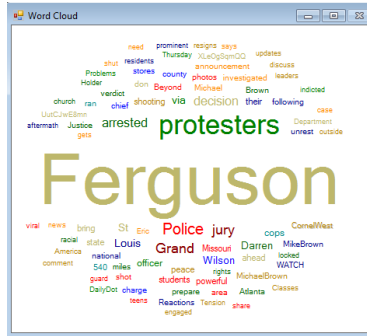 Word Cloud
need prominent resigns says
shut residents Thursday XLeDgSqmQQ updates
Problems stores county announcement discuss
Holder don Beyond photos investigated leaders
verdict Michael Brown indicted
church ran chief shooting via decision their following
UutCJwE8mn case
aftermath Justice arrested protesters Department
gets unrest outside
Ferguson
viral news bring St Eric Police jury cops CornelWest
racial state Louis Grand Missouri Darren MikeBrown
America national officer Wilson ahead looked
comment 540 miles peace rights WATCH
guard shot students powerful MichaelBrown
DailyDot charge prepare area Atlanta Classes
teens Reactions Tension share
engaged